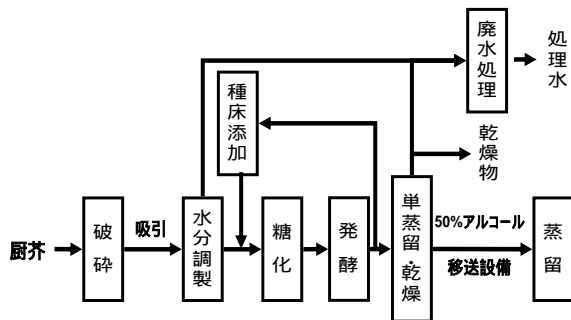 廃水処理
処理水
種床添加
乾燥物
厨芥
破砕
吸引
水分調製
糖化
発酵
単蒸留・乾燥
50%アルコール
移送設備
蒸留